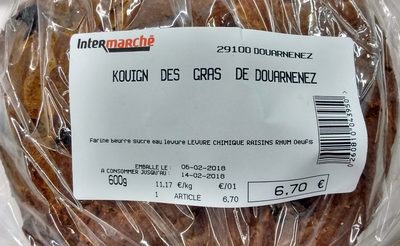 Intermarché
29100 DOUARNENEZ
KOUIGN DES GRAS DE DOUARNENEZ
Farine beurre sucre eau levure LEVURE CHIMIQUE RAISINS RHUM Oeufs
EMBALLE LE : 06-02-2018
A CONSOMMER JUSQU'AU : 14-02-2018
600g 11,17 €/kg €/01 6,70 €
1 ARTICLE 6,70
0260810043950